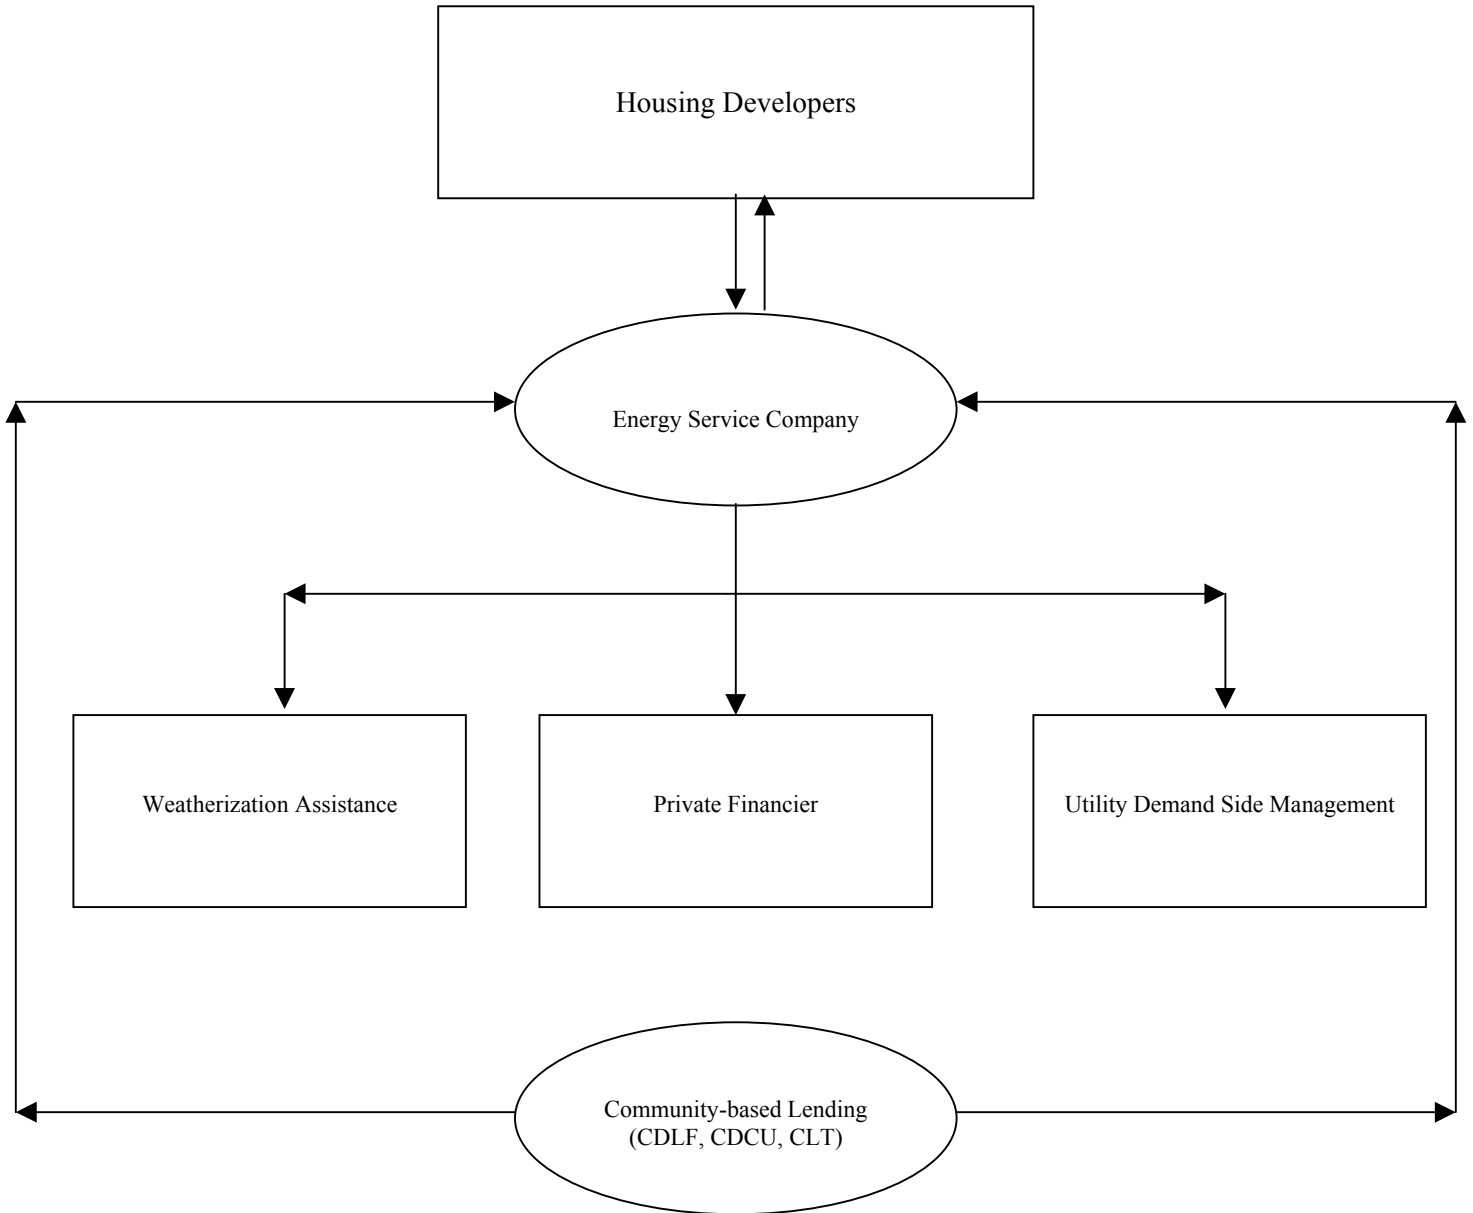 Housing Developers
Energy Service Company
Weatherization Assistance
Private Financier
Utility Demand Side Management
Community-based Lending
(CDLF, CDCU, CLT)